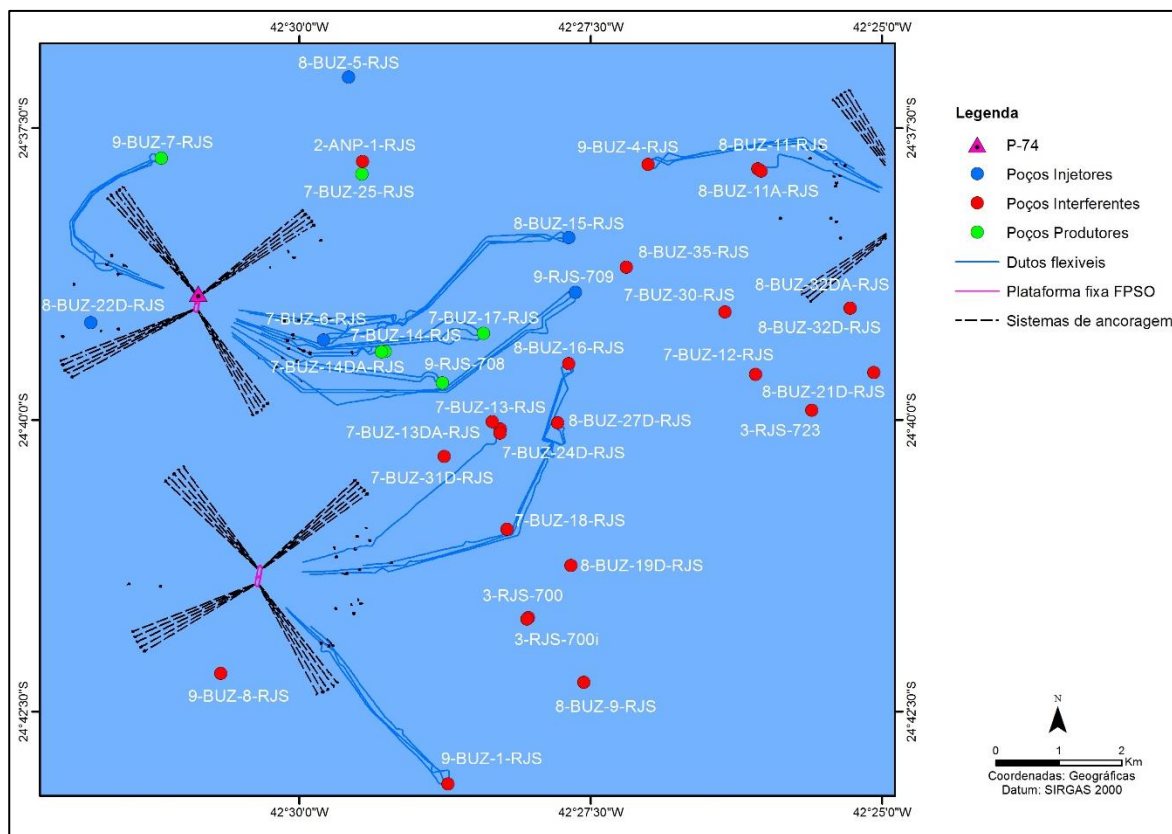 42°30'0"W
42°27'30"W
42°25'0"W
8-BUZ-5-RJS
24°37'30"S
24°37'30"S
9-BUZ-7-RJS
2-ANP-1-RJS
9-BUZ-4-RJS
8-BUZ-11-RJS
7-BUZ-25-RJS
8-BUZ-11A-RJS
8-BUZ-15-RJS
8-BUZ-35-RJS
9-RJS-709
8-BUZ-32DA-RJS
8-BUZ-22D-RJS
7-BUZ-6-RJS
7-BUZ-17-RJS
7-BUZ-30-RJS
8-BUZ-32D-RJS
7-BUZ-14-RJS
8-BUZ-16-RJS
7-BUZ-12-RJS
7-BUZ-14DA-RJS
9-RJS-708
8-BUZ-21D-RJS
7-BUZ-13-RJS
8-BUZ-27D-RJS
3-RJS-723
24°40'0"S
24°40'0"S
7-BUZ-13DA-RJS
7-BUZ-24D-RJS
7-BUZ-31D-RJS
7-BUZ-18-RJS
8-BUZ-19D-RJS
3-RJS-700
3-RJS-700i
9-BUZ-8-RJS
8-BUZ-9-RJS
24°42'30"S
24°42'30"S
9-BUZ-1-RJS
42°30'0"W
42°27'30"W
42°25'0"W
Legenda
P-74
Poços Injetores
Poços Interferentes
Poços Produtores
Dutos flexiveis
Plataforma fixa FPSO
Sistemas de ancoragem
N
0 1 2
Km
Coordenadas: Geográficas
Datum: SIRGAS 2000